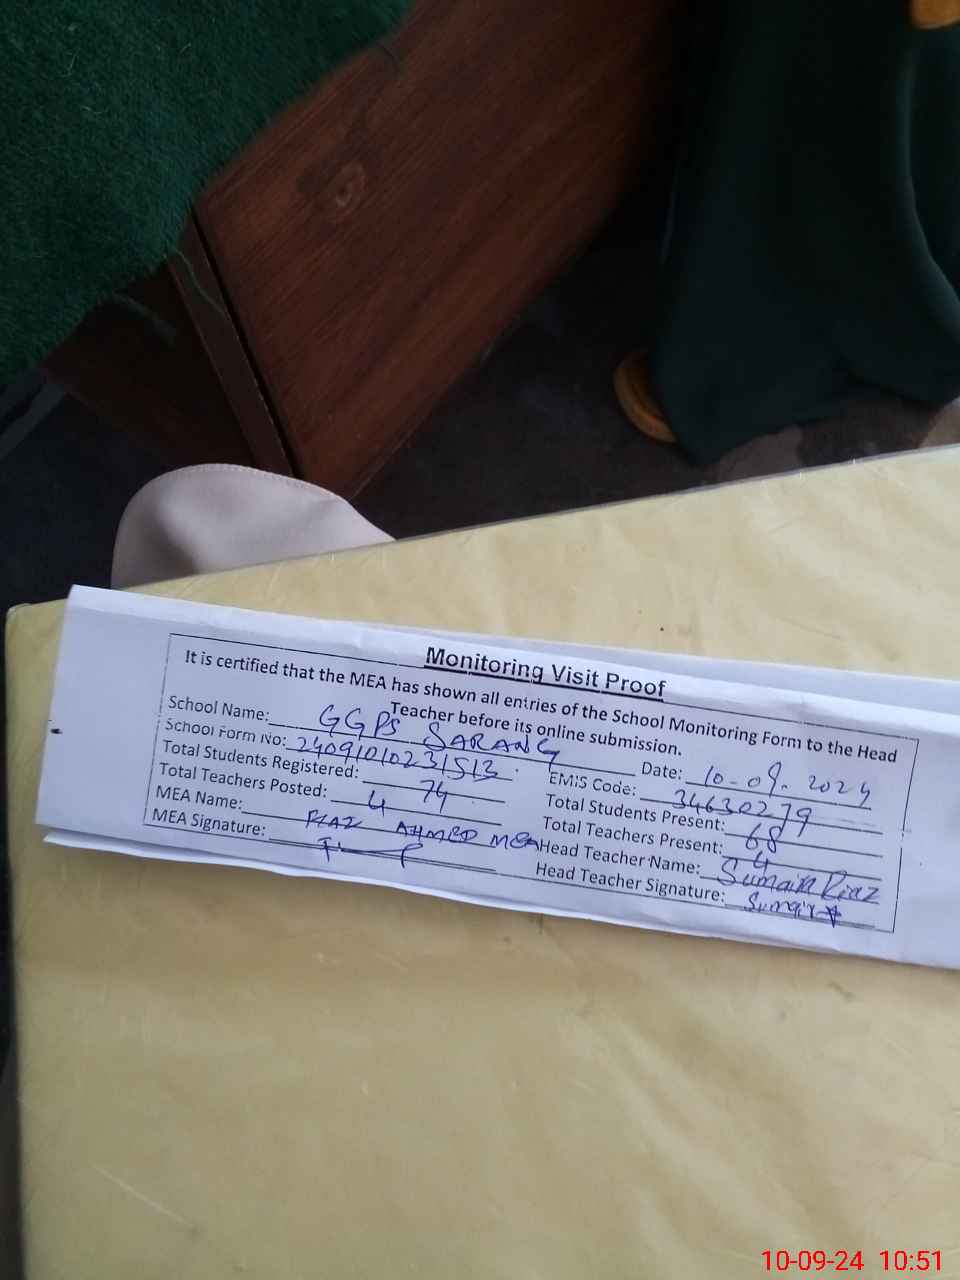 Monitoring Visit Proof
It is certified that the MEA has shown all entries of the School Monitoring Form to the Head
Teacher before its online submission.
School Name: GGPS SARANG Date: 10-09-2024
School Form No: 24091010231513 EMIS Code: 34630279
Total Students Registered: 74 Total Students Present: 68
Total Teachers Posted: 4 Total Teachers Present: 4
MEA Name: AHMED MEA Head Teacher Name: Sumaira Riaz
MEA Signature: Head Teacher Signature: Sumaira
10-09-24 10:51